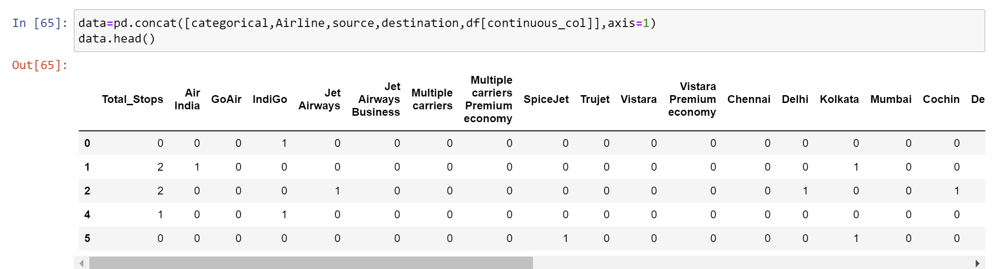 In [65]: data=pd.concat([categorical,Airline,source,destination,df[continuous_col]],axis=1)
data.head()
Out[65]:
Total_Stops Air India GoAir IndiGo Jet Airways Jet Airways Business Multiple carriers Multiple carriers Premium economy SpiceJet Trujet Vistara Vistara Premium economy Chennai Delhi Kolkata Mumbai Cochin De
0 0 0 0 1 0 0 0 0 0 0 0 0 0 0 0 0 0
1 2 1 0 0 0 0 0 0 0 0 0 0 0 0 1 0 0
2 2 0 0 0 1 0 0 0 0 0 0 0 0 1 0 0 1
4 1 0 0 1 0 0 0 0 0 0 0 0 0 0 0 0 0
5 0 0 0 0 0 0 0 0 1 0 0 0 0 0 1 0 0